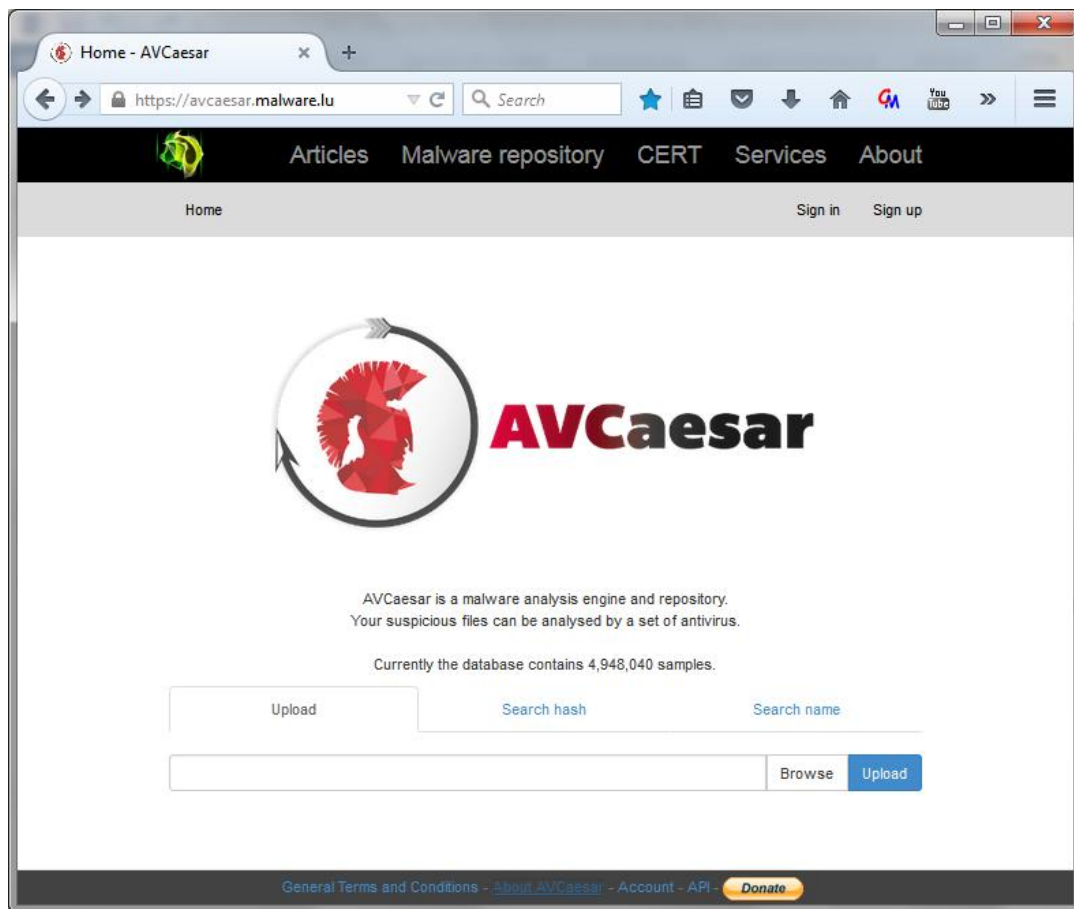 Home - AVCaesar
https://avcaesar.malware.lu
Search
You Tube
Articles Malware repository CERT Services About
Home Sign in Sign up
AVCaesar
AVCaesar is a malware analysis engine and repository.
Your suspicious files can be analysed by a set of antivirus.
Currently the database contains 4,948,040 samples.
Upload Search hash Search name
Browse Upload
General Terms and Conditions - About AVCaesar - Account - API - Donate